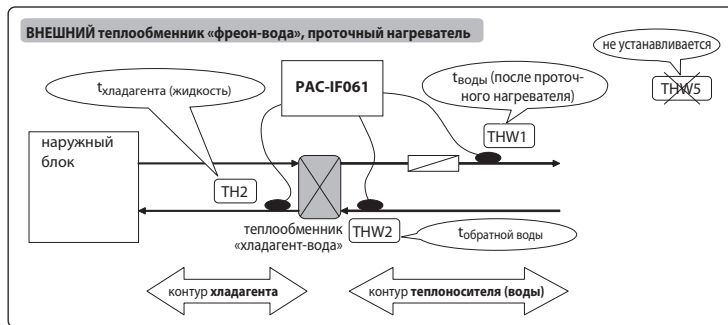 ВНЕШНИЙ теплообменник «фреон-вода», проточный нагреватель
не устанавливается
THW5
tхладагента (жидкость)
PAC-IF061
tводы (после проточ-
ного нагревателя)
THW1
наружный
блок
TH2
теплообменник
«хладагент-вода»
THW2
tобратной воды
контур хладагента
контур теплоносителя (воды)